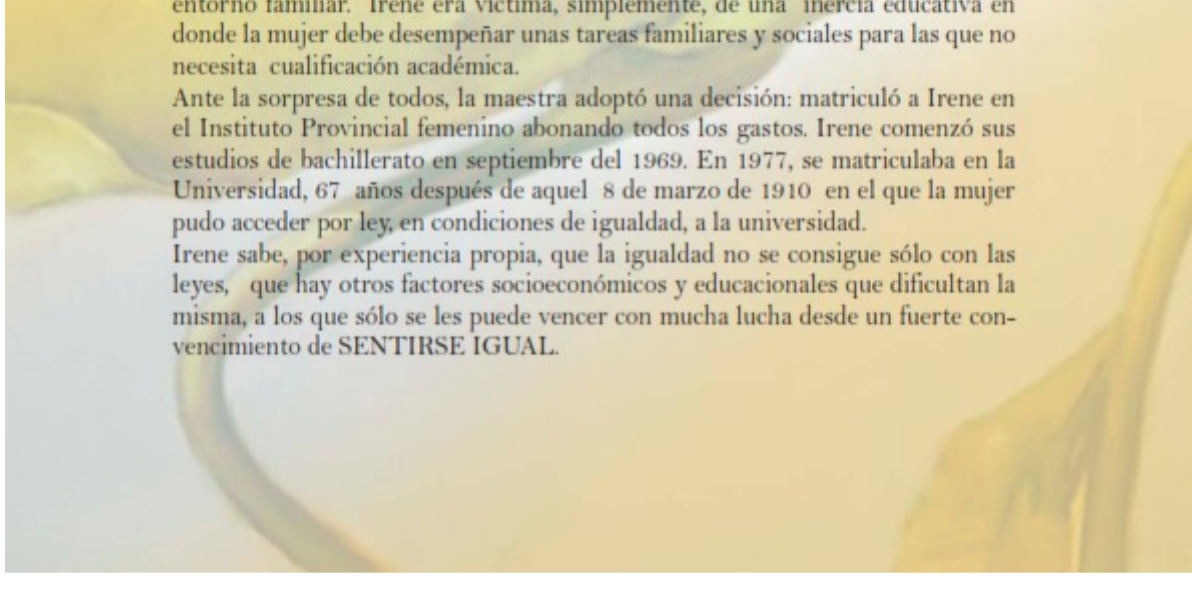 entorno familiar. Irene era víctima, simplemente, de una inercia educativa en
donde la mujer debe desempeñar unas tareas familiares y sociales para las que no
necesita cualificación académica.
Ante la sorpresa de todos, la maestra adoptó una decisión: matriculó a Irene en
el Instituto Provincial femenino abonando todos los gastos. Irene comenzó sus
estudios de bachillerato en septiembre del 1969. En 1977, se matriculaba en la
Universidad, 67 años después de aquel 8 de marzo de 1910 en el que la mujer
pudo acceder por ley, en condiciones de igualdad, a la universidad.
Irene sabe, por experiencia propia, que la igualdad no se consigue sólo con las
leyes, que hay otros factores socioeconómicos y educacionales que dificultan la
misma, a los que sólo se les puede vencer con mucha lucha desde un fuerte con-
vencimiento de SENTIRSE IGUAL.